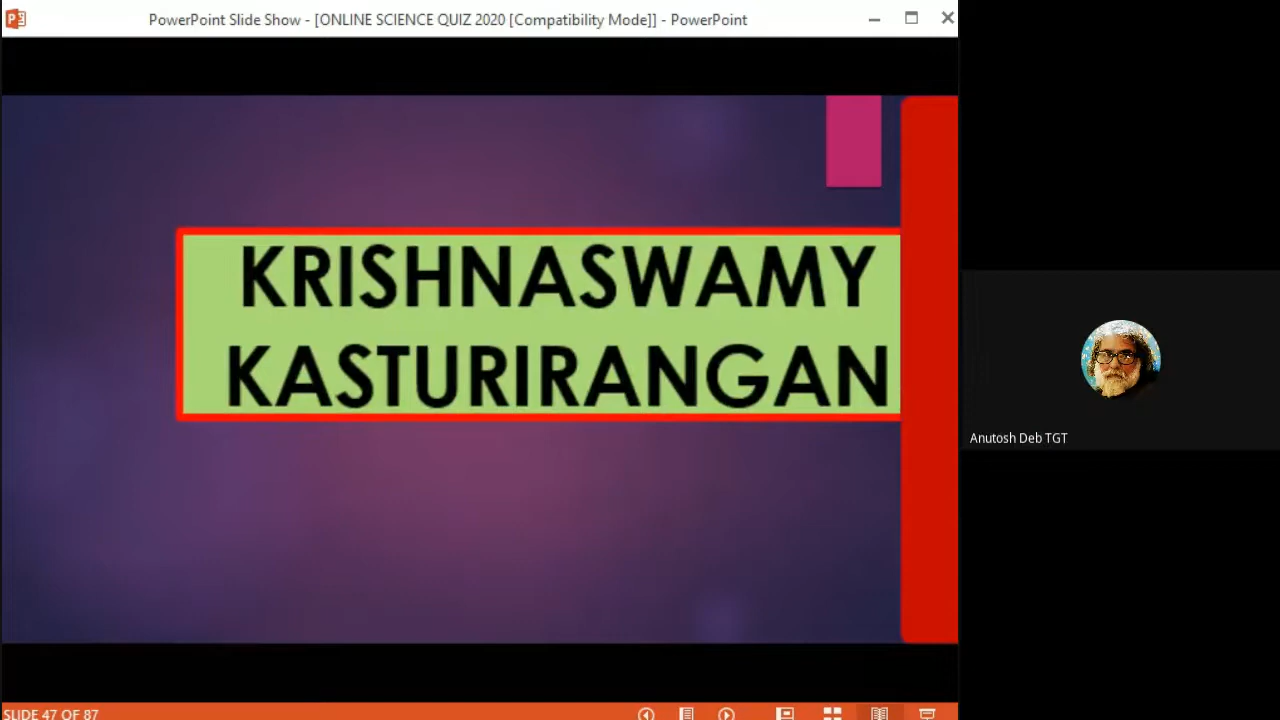 PowerPoint Slide Show - [ONLINE SCIENCE QUIZ 2020 [Compatibility Mode]] - PowerPoint
KRISHNASWAMY
KASTURIRANGAN
Anutosh Deb TGT
SLIDE 47 OF 87